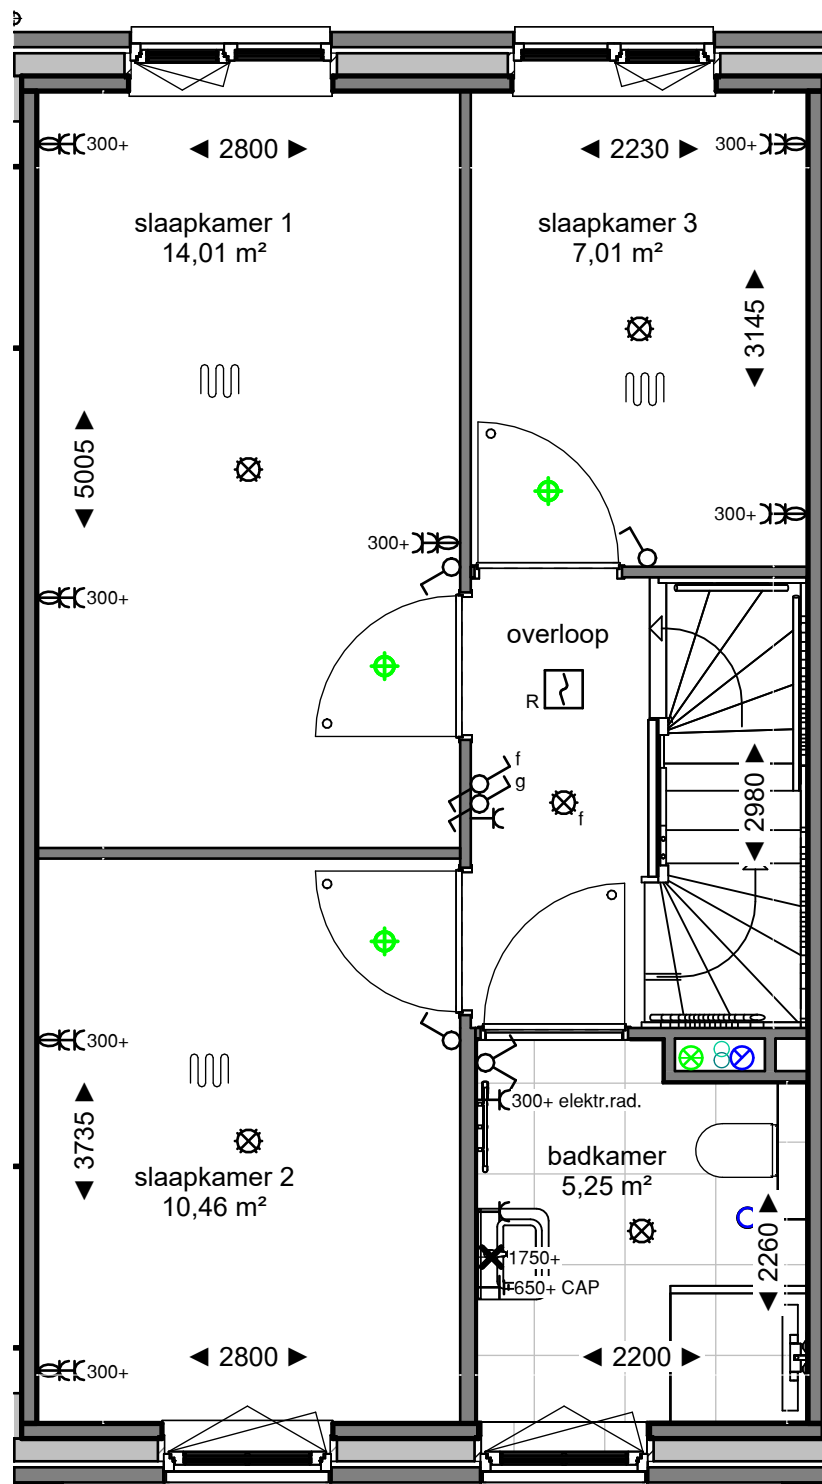 300+
2800
2230
300+
slaapkamer 1
14,01 m²
slaapkamer 3
7,01 m²
3145
5005
300+
300+
300+
overloop
R
f
g
f
2980
300+
300+ elektr.rad.
3735
slaapkamer 2
10,46 m²
badkamer
5,25 m²
2260
1750+
650+ CAP
300+
2800
2200